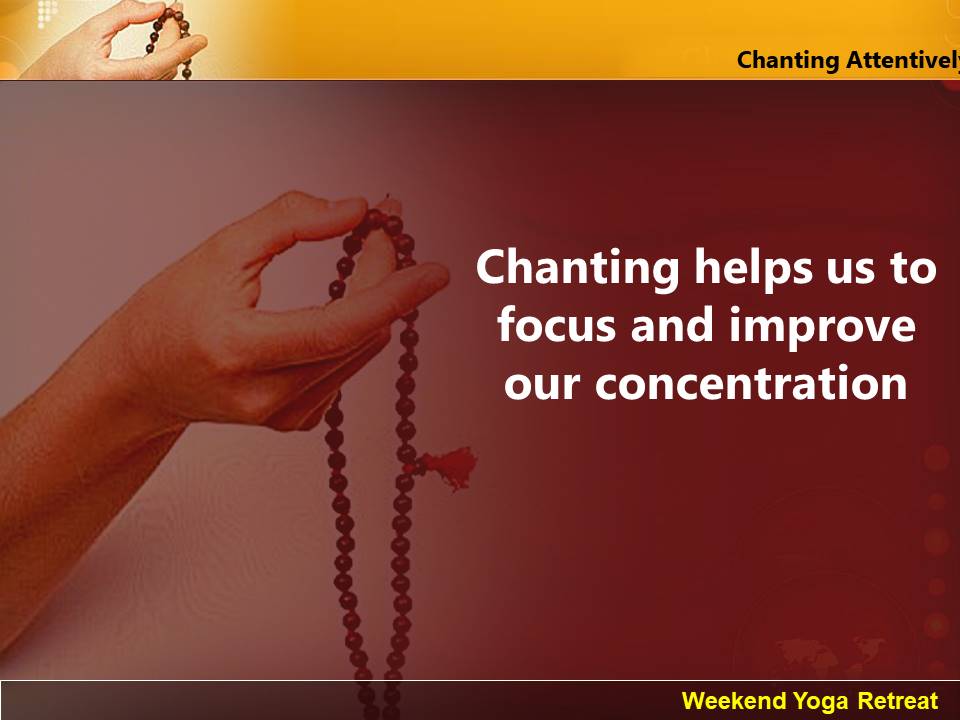 Chanting Attentively
Chanting helps us to
focus and improve
our concentration
Weekend Yoga Retreat